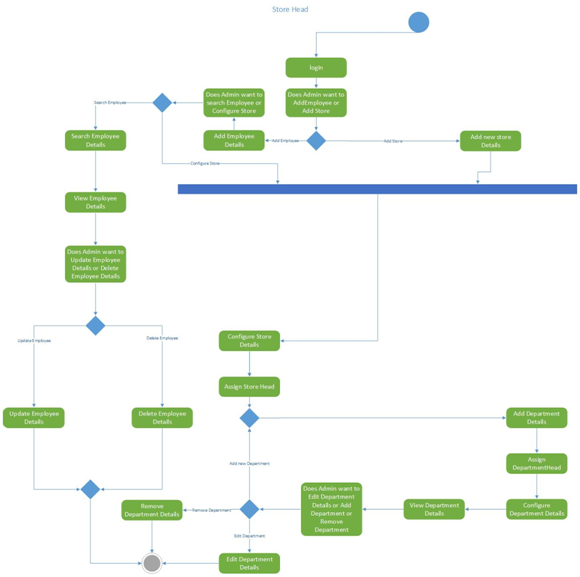 Store Head
login
Does Admin want to
AddEmployee or
Add Store
Does Admin want to
search Employee or
Configure Store
Search Employee
Add Employee
Details
Add Employee
Add Store
Add new store
Details
Search Employee
Details
Configure Store
View Employee
Details
Does Admin want to
Update Employee
Details or Delete
Employee Details
Update Employee
Delete Employee
Configure Store
Details
Assign Store Head
Update Employee
Details
Delete Employee
Details
Add Department
Details
Add new Department
Assign
DepartmentHead
Does Admin want to
Edit Department
Details or Add
Department or
Remove
Department
View Department
Details
Configure
Department Details
Remove
Department Details
Remove Department
Edit Department
Edit Department
Details